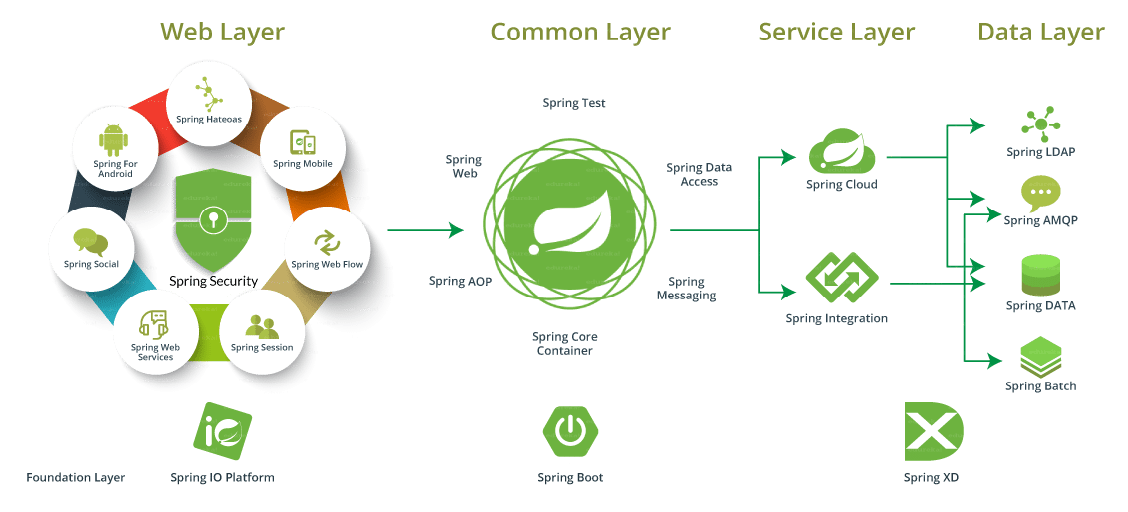 Web Layer
Common Layer
Service Layer
Data Layer
Spring Hateoas
Spring For
Android
Spring Mobile
Spring Social
Spring Security
Spring Web Flow
Spring Web
Services
Spring Session
Spring Test
Spring
Web
Spring Data
Access
Spring AOP
Spring
Messaging
Spring Core
Container
Spring Cloud
Spring Integration
Spring LDAP
Spring AMQP
Spring DATA
Spring Batch
Foundation Layer
io
Spring IO Platform
Spring Boot
Spring XD